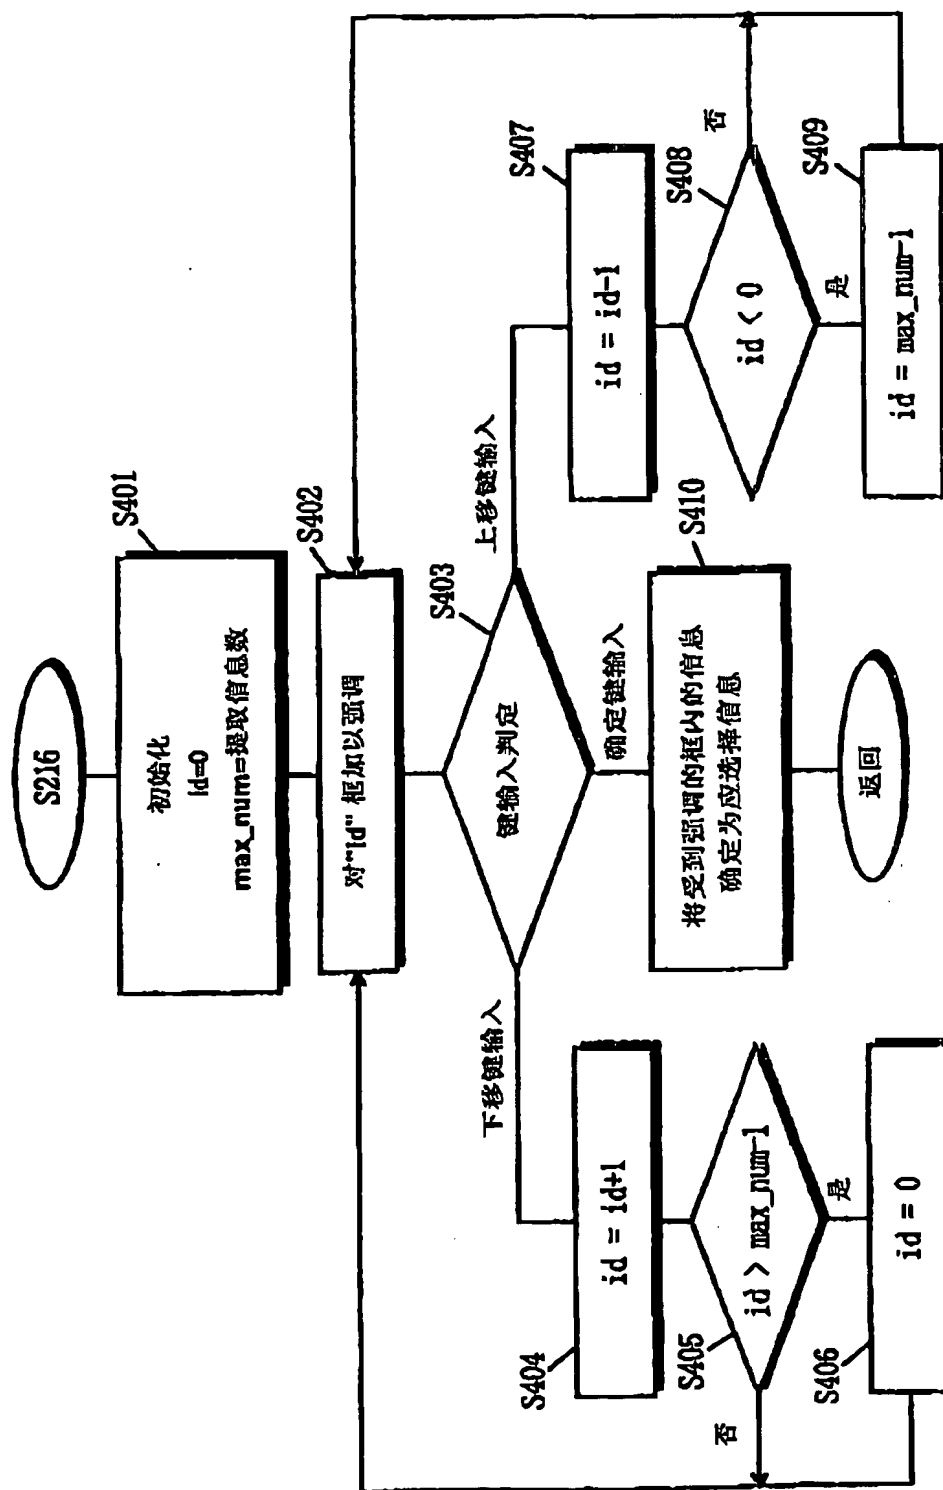 S216
S401
初始化
id=0
max_num=提取信息数
S402
对"id" 框加以强调
S403
键输入判定
下移键输入
确定键输入
上移键输入
S404
id = id+1
S405
id > max_num-1
否
是
S406
id = 0
S407
id = id-1
S408
id < 0
否
是
S409
id = max_num-1
S410
将受到强调的框内的信息
确定为应选择信息
返回